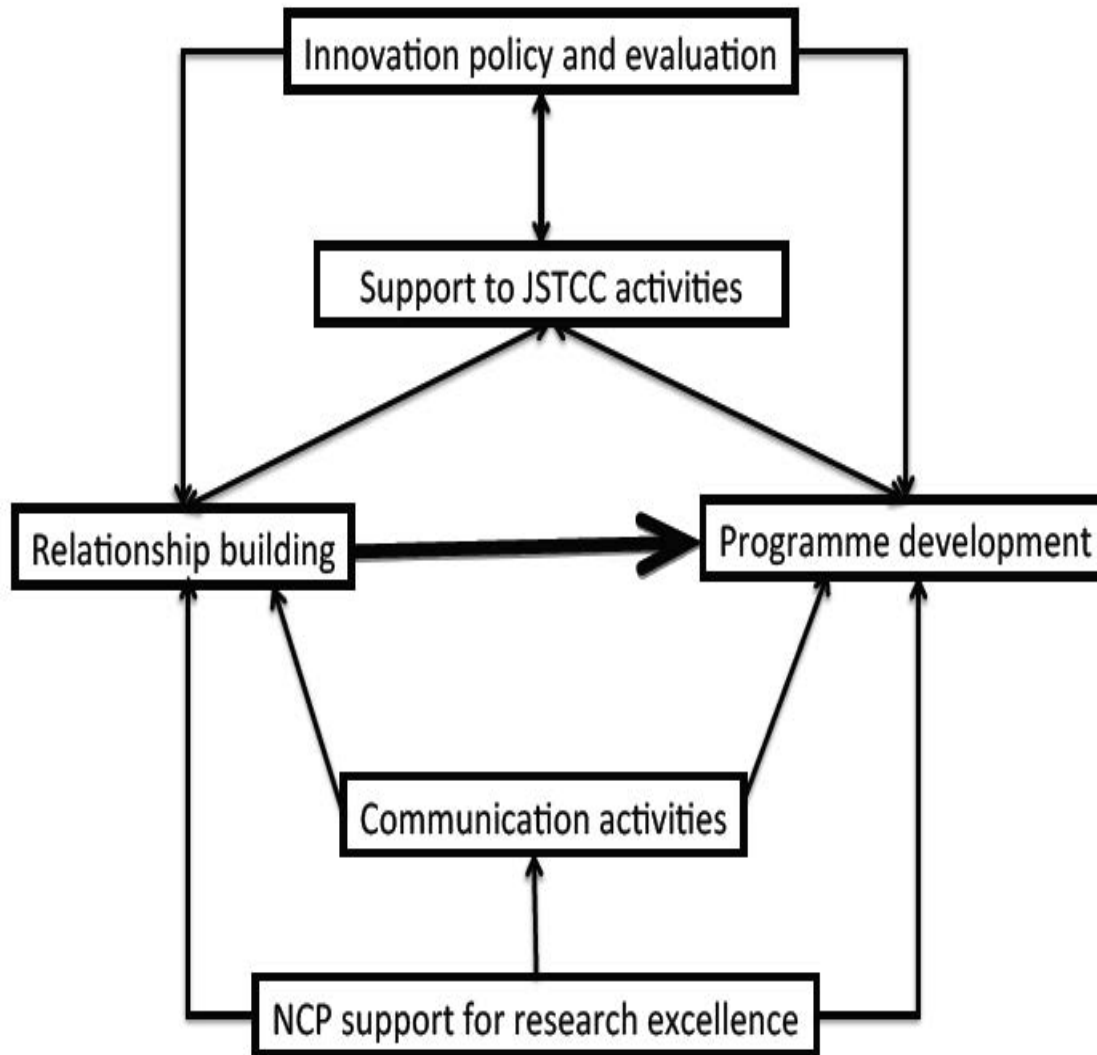 Innovation policy and evaluation
Support to JSTCC activities
Relationship building
Programme development
Communication activities
NCP support for research excellence